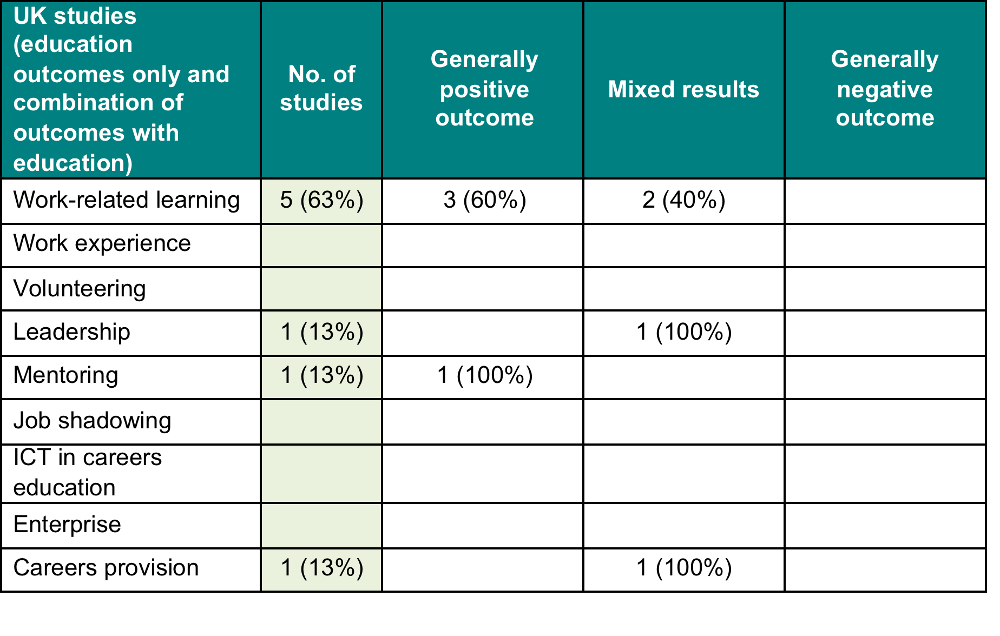 UK studies
(education
outcomes only and
combination of
outcomes with
education)
No. of
studies
Generally
positive
outcome
Mixed results
Generally
negative
outcome
Work-related learning 5 (63%) 3 (60%) 2 (40%)
Work experience
Volunteering
Leadership 1 (13%) 1 (100%)
Mentoring 1 (13%) 1 (100%)
Job shadowing
ICT in careers
education
Enterprise
Careers provision 1 (13%) 1 (100%)